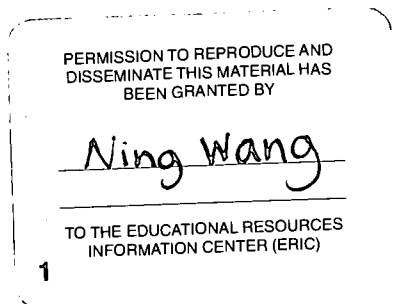 PERMISSION TO REPRODUCE AND
DISSEMINATE THIS MATERIAL HAS
BEEN GRANTED BY
Ning Wang
TO THE EDUCATIONAL RESOURCES
INFORMATION CENTER (ERIC)
1